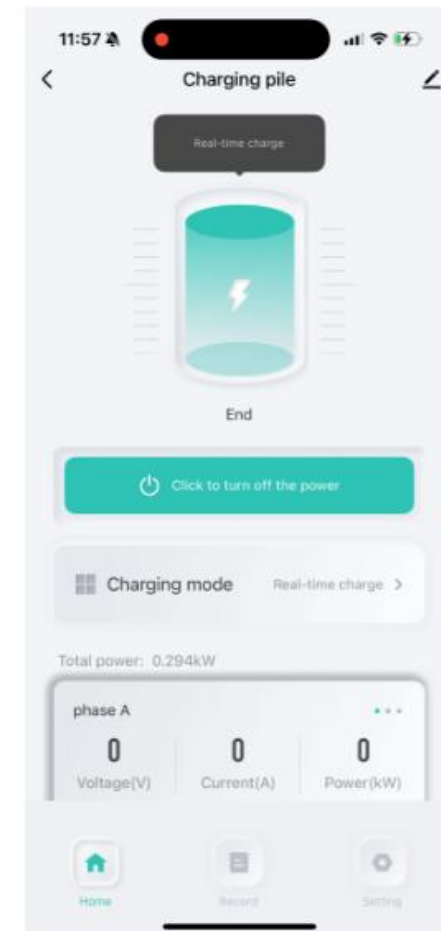 11:57
Charging pile
Real-time charge
End
Click to turn off the power
Charging mode Real-time charge >
Total power: 0.294kW
phase A
0 0 0
Voltage(V) Current(A) Power(kW)
Home Record Setting